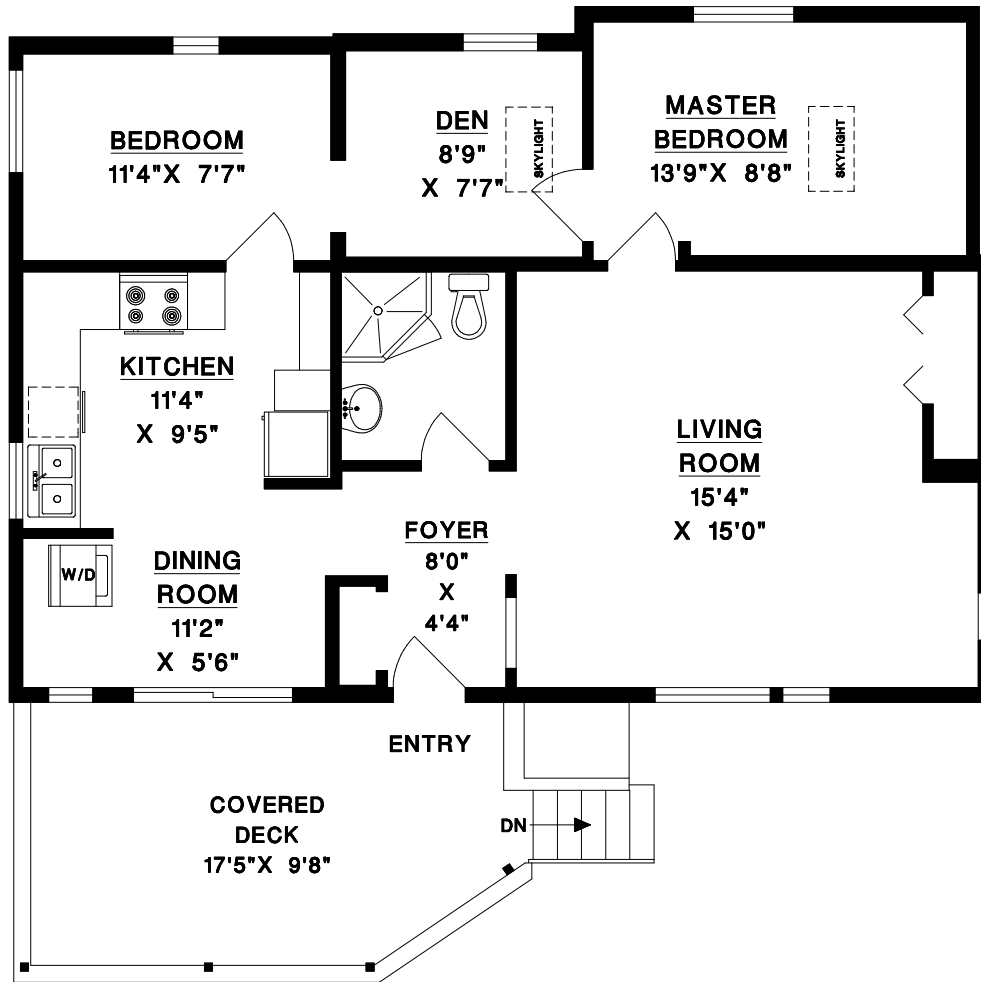 BEDROOM
11'4"X 7'7"
DEN
8'9"
X 7'7"
SKYLIGHT
MASTER
BEDROOM
13'9"X 8'8"
SKYLIGHT
KITCHEN
11'4"
X 9'5"
LIVING
ROOM
15'4"
X 15'0"
FOYER
8'0"
X
4'4"
W/D
DINING
ROOM
11'2"
X 5'6"
ENTRY
COVERED
DECK
17'5"X 9'8"
DN